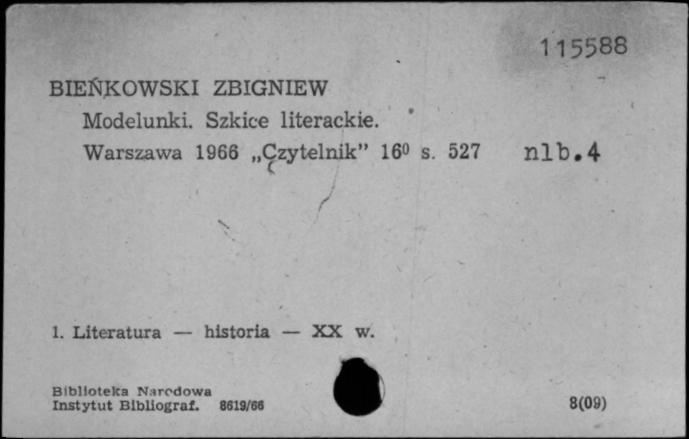 115588
BIEŃKOWSKI ZBIGNIEW
Modelunki. Szkice literackie.
Warszawa 1966 „Czytelnik” 16⁰ s. 527 nlb.4
1. Literatura — historia — XX w.
Biblioteka Narodowa
Instytut Bibliograf. 8619/66 8(09)